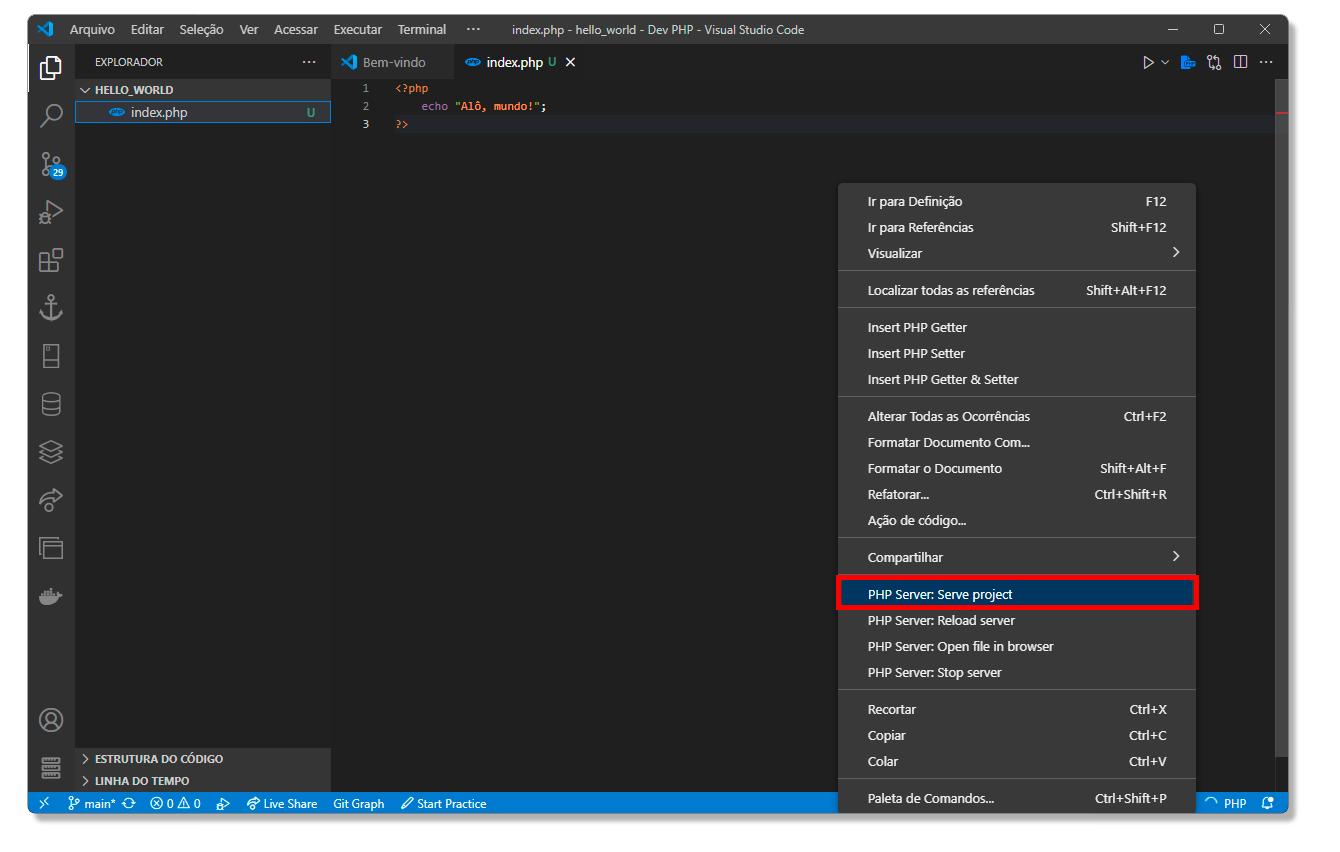 Arquivo Editar Seleção Ver Acessar Executar Terminal ··· index.php - hello_world - Dev PHP - Visual Studio Code
EXPLORADOR ···
Bem-vindo
php index.php U
HELLO_WORLD
php index.php U
1 <?php
2 echo "Alô, mundo!";
3 ?>
29
Ir para Definição F12
Ir para Referências Shift+F12
Visualizar
Localizar todas as referências Shift+Alt+F12
Insert PHP Getter
Insert PHP Setter
Insert PHP Getter & Setter
Alterar Todas as Ocorrências Ctrl+F2
Formatar Documento Com...
Formatar o Documento Shift+Alt+F
Refatorar... Ctrl+Shift+R
Ação de código...
Compartilhar
PHP Server: Serve project
PHP Server: Reload server
PHP Server: Open file in browser
PHP Server: Stop server
Recortar Ctrl+X
Copiar Ctrl+C
Colar Ctrl+V
Paleta de Comandos... Ctrl+Shift+P
ESTRUTURA DO CÓDIGO
LINHA DO TEMPO
main* 0 0 Live Share Git Graph Start Practice PHP